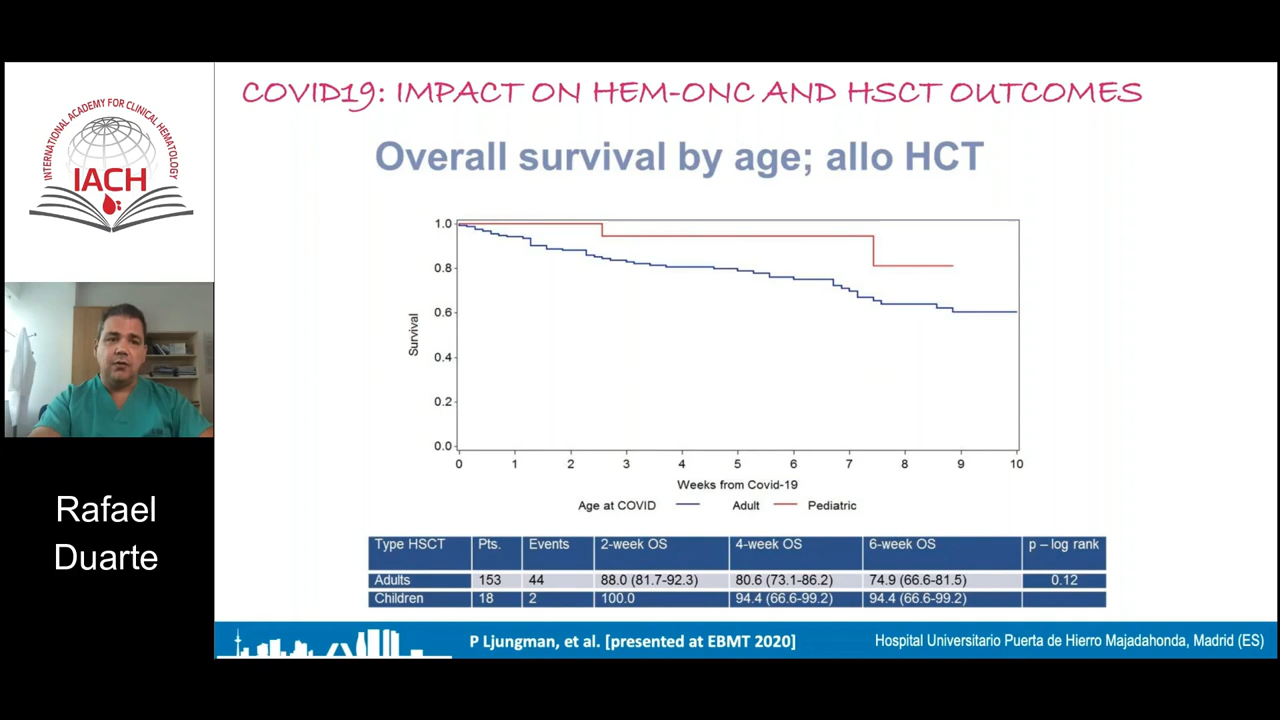 COVID19: IMPACT ON HEM-ONC AND HSCT OUTCOMES
INTERNATIONAL ACADEMY FOR CLINICAL HEMATOLOGY
IACH
Overall survival by age; allo HCT
1.0
0.8
0.6
0.4
0.2
0.0
Survival
0 1 2 3 4 5 6 7 8 9 10
Weeks from Covid-19
Age at COVID Adult Pediatric
Rafael
Duarte
Type HSCT Pts. Events 2-week OS 4-week OS 6-week OS p – log rank
Adults 153 44 88.0 (81.7-92.3) 80.6 (73.1-86.2) 74.9 (66.6-81.5) 0.12
Children 18 2 100.0 94.4 (66.6-99.2) 94.4 (66.6-99.2)
P Ljungman, et al. [presented at EBMT 2020]
Hospital Universitario Puerta de Hierro Majadahonda, Madrid (ES)